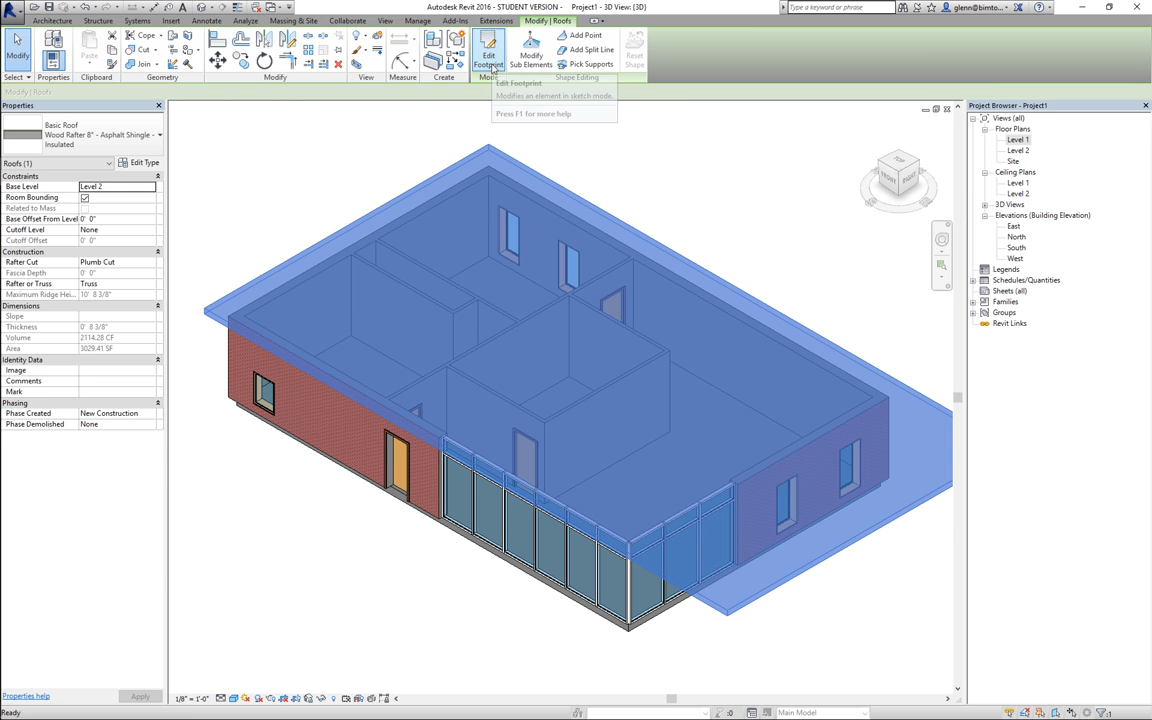 Autodesk Revit 2016 - STUDENT VERSION - Project1 - 3D View: {3D}
Type a keyword or phrase
glenn@bimto...
Architecture Structure Systems Insert Annotate Analyze Massing & Site Collaborate View Manage Add-Ins Extensions Modify | Roofs
Modify
Select
Properties
Paste
Clipboard
Cope
Cut
Join
Geometry
Modify
View
Measure
Create
Edit Footprint
Mode
Modify Sub Elements
Add Point
Add Split Line
Pick Supports
Reset Shape
Shape Editing
Modify | Roofs
Edit Footprint
Modifies an element in sketch mode.
Press F1 for more help
Properties
Basic Roof
Wood Rafter 8" - Asphalt Shingle - Insulated
Roofs (1)
Edit Type
Constraints
Base Level Level 2
Room Bounding
Related to Mass
Base Offset From Level 0' 0"
Cutoff Level None
Cutoff Offset 0' 0"
Construction
Rafter Cut Plumb Cut
Fascia Depth 0' 0"
Rafter or Truss Truss
Maximum Ridge Hei... 10' 8 3/8"
Dimensions
Slope
Thickness 0' 8 3/8"
Volume 2114.28 CF
Area 3029.41 SF
Identity Data
Image
Comments
Mark
Phasing
Phase Created New Construction
Phase Demolished None
Properties help
Apply
TOP
FRONT
RIGHT
Project Browser - Project1
Views (all)
Floor Plans
Level 1
Level 2
Site
Ceiling Plans
Level 1
Level 2
3D Views
Elevations (Building Elevation)
East
North
South
West
Legends
Schedules/Quantities
Sheets (all)
Families
Groups
Revit Links
1/8" = 1'-0"
Ready
:0
Main Model
:1